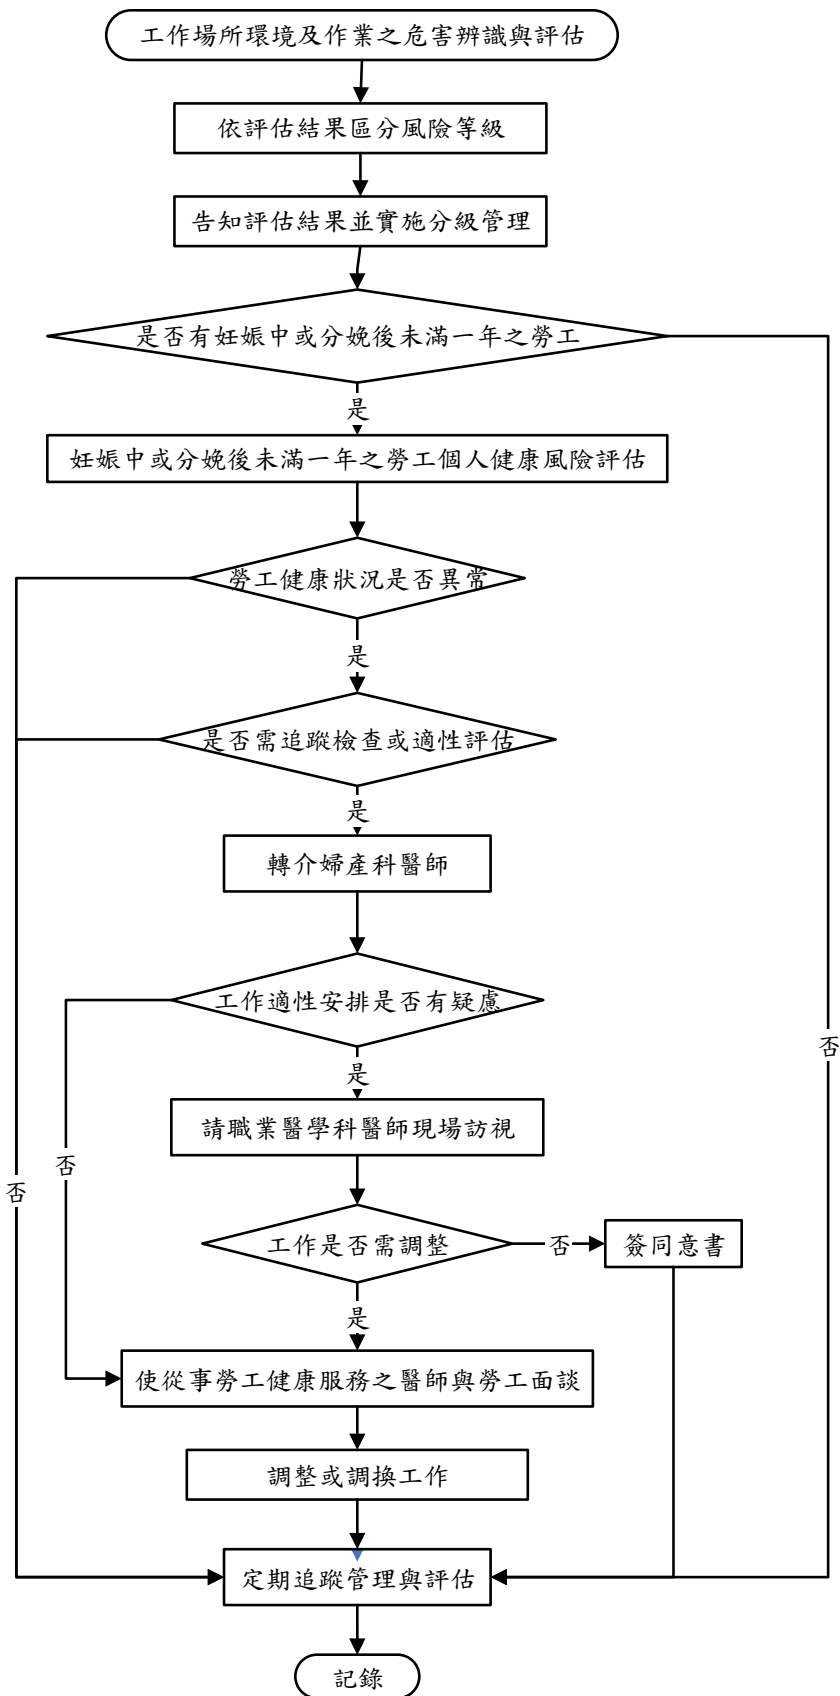 工作場所環境及作業之危害辨識與評估
依評估結果區分風險等級
告知評估結果並實施分級管理
是否有妊娠中或分娩後未滿一年之勞工
是
妊娠中或分娩後未滿一年之勞工個人健康風險評估
勞工健康狀況是否異常
是
是否需追蹤檢查或適性評估
是
轉介婦產科醫師
工作適性安排是否有疑慮
否
是
請職業醫學科醫師現場訪視
否
否
工作是否需調整
否
簽同意書
是
使從事勞工健康服務之醫師與勞工面談
調整或調換工作
定期追蹤管理與評估
記錄